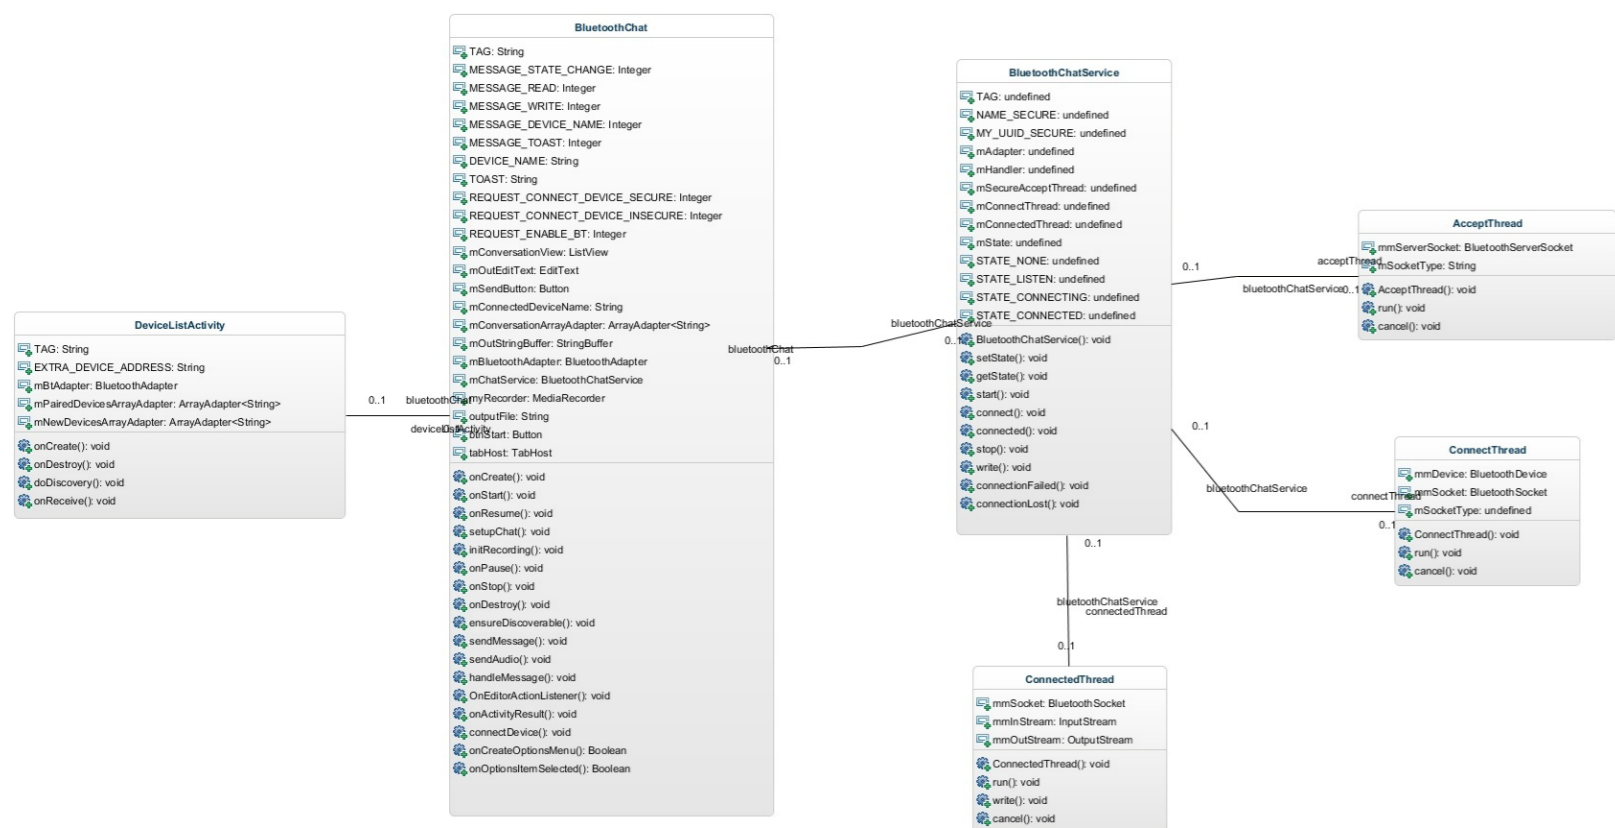 DeviceListActivity
TAG: String
EXTRA_DEVICE_ADDRESS: String
mBtAdapter: BluetoothAdapter
mPairedDevicesArrayAdapter: ArrayAdapter<String>
mNewDevicesArrayAdapter: ArrayAdapter<String>
onCreate(): void
onDestroy(): void
doDiscovery(): void
onReceive(): void
0..1
bluetoothChat
deviceListActivity
BluetoothChat
TAG: String
MESSAGE_STATE_CHANGE: Integer
MESSAGE_READ: Integer
MESSAGE_WRITE: Integer
MESSAGE_DEVICE_NAME: Integer
MESSAGE_TOAST: Integer
DEVICE_NAME: String
TOAST: String
REQUEST_CONNECT_DEVICE_SECURE: Integer
REQUEST_CONNECT_DEVICE_INSECURE: Integer
REQUEST_ENABLE_BT: Integer
mConversationView: ListView
mOutEditText: EditText
mSendButton: Button
mConnectedDeviceName: String
mConversationArrayAdapter: ArrayAdapter<String>
mOutStringBuffer: StringBuffer
mBluetoothAdapter: BluetoothAdapter
mChatService: BluetoothChatService
myRecorder: MediaRecorder
outputFile: String
btnStart: Button
tabHost: TabHost
onCreate(): void
onStart(): void
onResume(): void
setupChat(): void
initRecording(): void
onPause(): void
onStop(): void
onDestroy(): void
ensureDiscoverable(): void
sendMessage(): void
sendAudio(): void
handleMessage(): void
OnEditorActionListener(): void
onActivityResult(): void
connectDevice(): void
onCreateOptionsMenu(): Boolean
onOptionsItemSelected(): Boolean
bluetoothChat
0..1
bluetoothChatService
0..1
BluetoothChatService
TAG: undefined
NAME_SECURE: undefined
MY_UUID_SECURE: undefined
mAdapter: undefined
mHandler: undefined
mSecureAcceptThread: undefined
mConnectThread: undefined
mConnectedThread: undefined
mState: undefined
STATE_NONE: undefined
STATE_LISTEN: undefined
STATE_CONNECTING: undefined
STATE_CONNECTED: undefined
BluetoothChatService(): void
setState(): void
getState(): void
start(): void
connect(): void
connected(): void
stop(): void
write(): void
connectionFailed(): void
connectionLost(): void
0..1
acceptThread
bluetoothChatService
0..1
AcceptThread
mmServerSocket: BluetoothServerSocket
mSocketType: String
AcceptThread(): void
run(): void
cancel(): void
0..1
bluetoothChatService
connectThread
0..1
ConnectThread
mmDevice: BluetoothDevice
mmSocket: BluetoothSocket
mSocketType: undefined
ConnectThread(): void
run(): void
cancel(): void
0..1
bluetoothChatService
connectedThread
0..1
ConnectedThread
mmSocket: BluetoothSocket
mmInStream: InputStream
mmOutStream: OutputStream
ConnectedThread(): void
run(): void
write(): void
cancel(): void